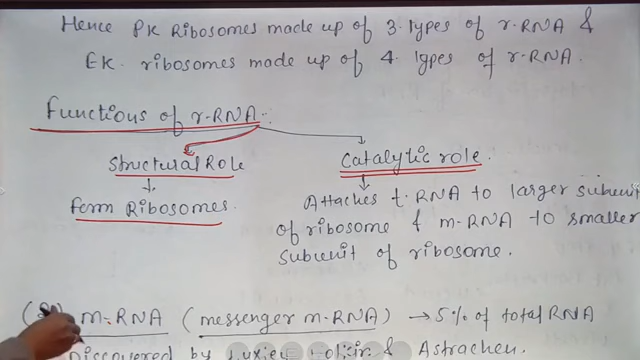 Hence PK Ribosomes made up of 3 types of r-RNA &
EK. ribosomes made up of 4 types of r-RNA.
Functions of r-RNA:
Structural Role
Catalytic role.
form Ribosomes.
Attaches t-RNA to larger subunit
of ribosome & m-RNA to smaller
subunit of ribosome.
m-RNA (messenger m-RNA) → 5% of total RNA
Discovered by & Astrachen.